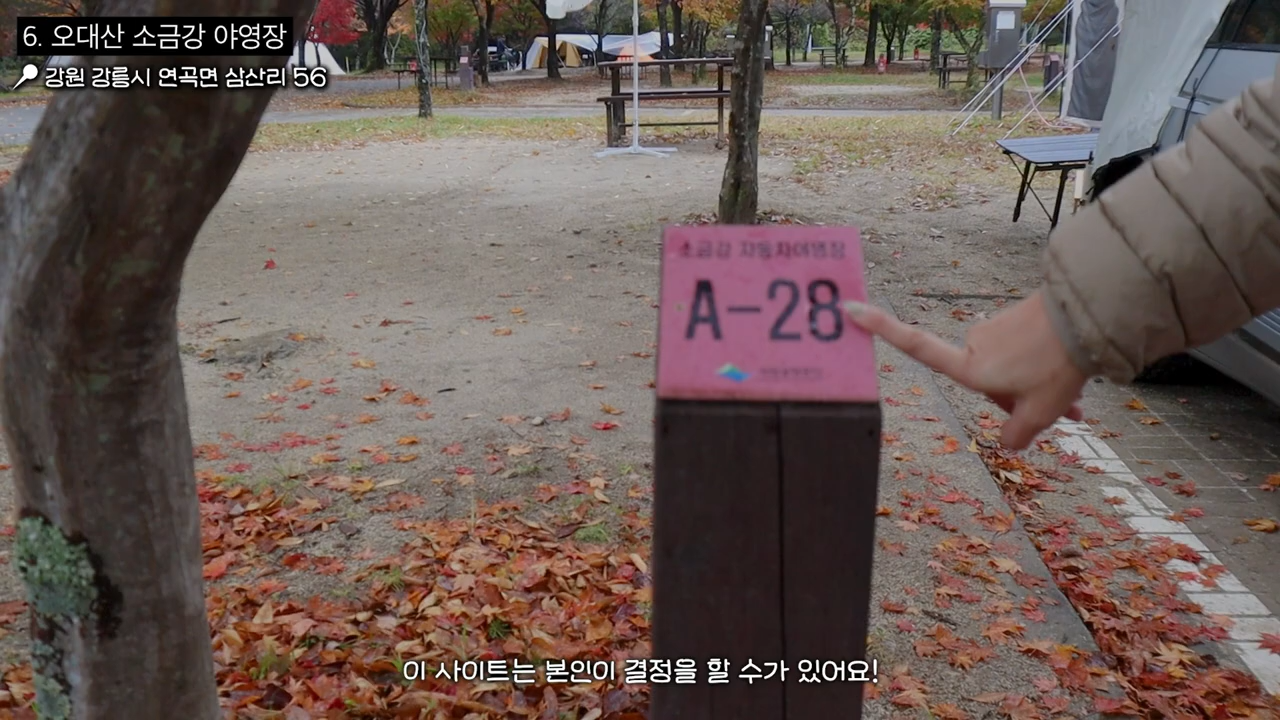 6. 오대산 소금강 야영장
강원 강릉시 연곡면 삼산리 56
소금강 자동차야영장
A-28
이 사이트는 본인이 결정을 할 수가 있어요!